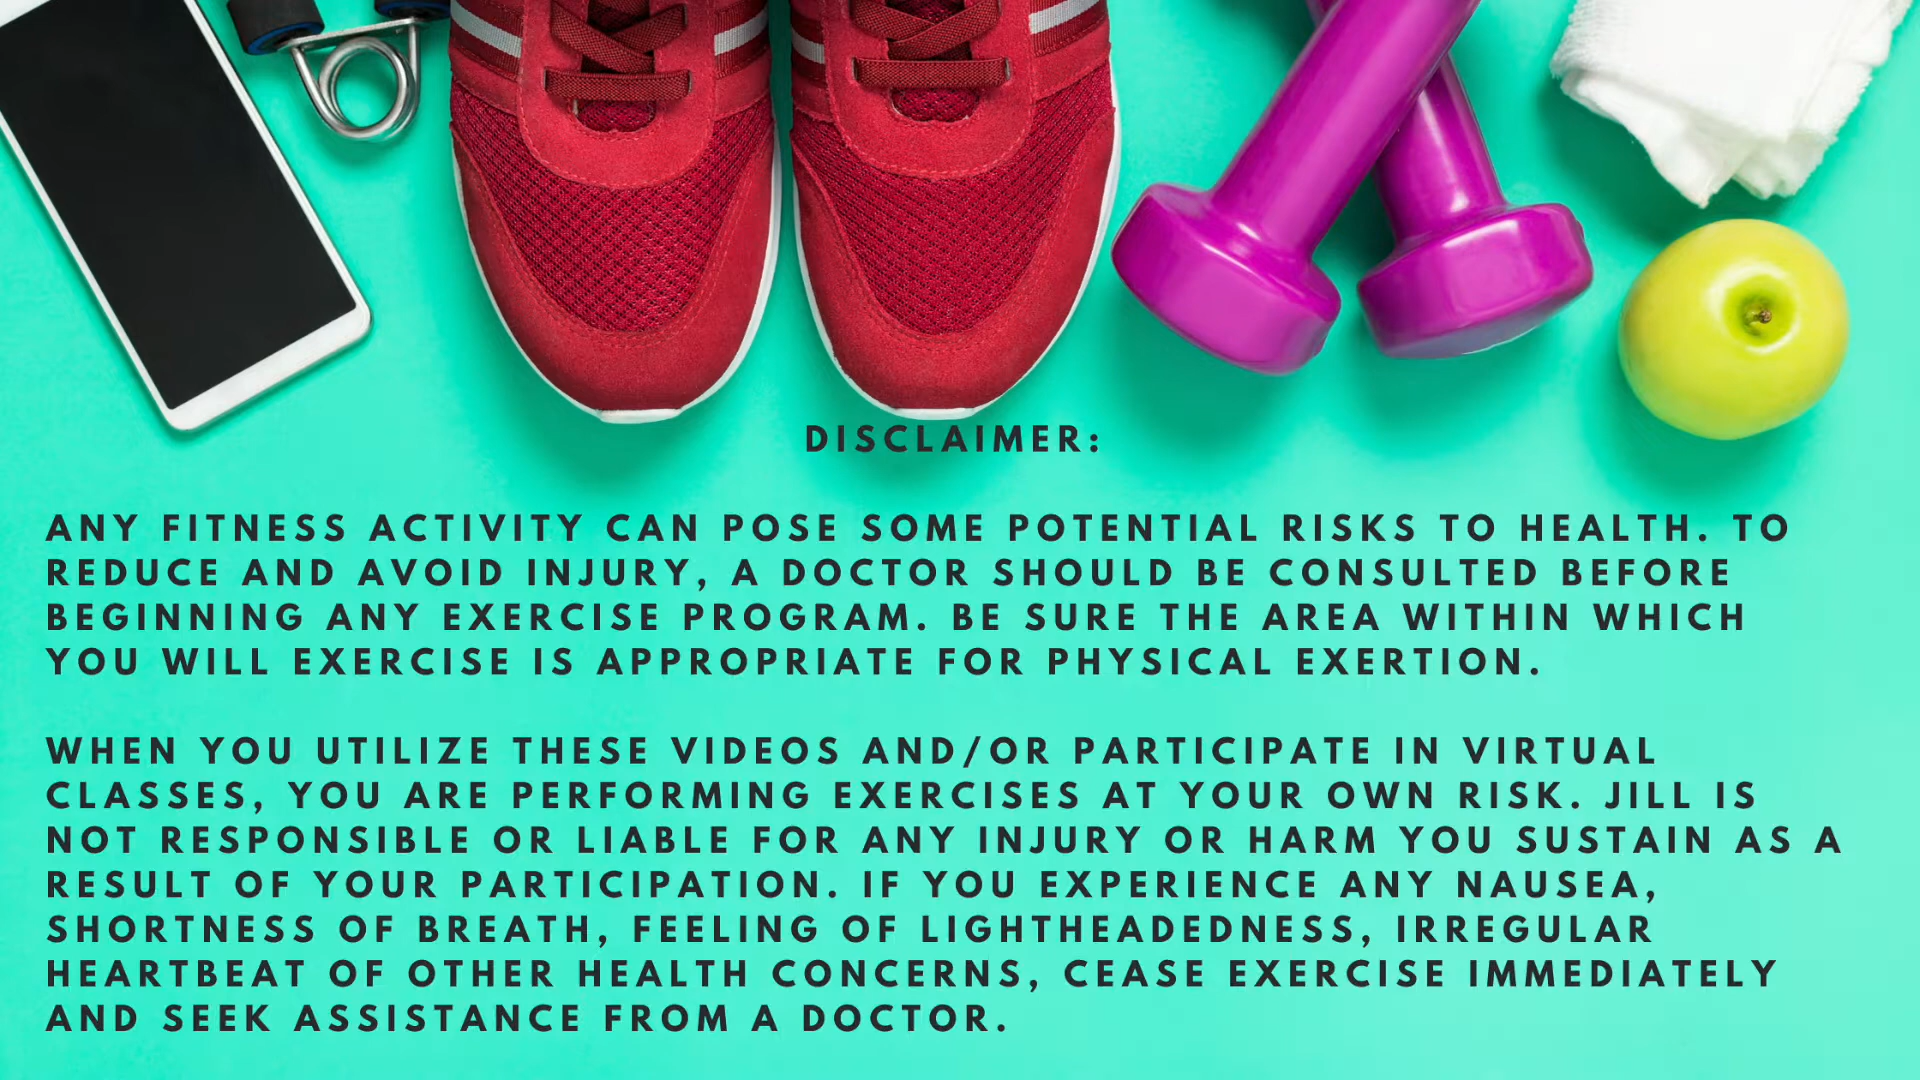 DISCLAIMER:
ANY FITNESS ACTIVITY CAN POSE SOME POTENTIAL RISKS TO HEALTH. TO
REDUCE AND AVOID INJURY, A DOCTOR SHOULD BE CONSULTED BEFORE
BEGINNING ANY EXERCISE PROGRAM. BE SURE THE AREA WITHIN WHICH
YOU WILL EXERCISE IS APPROPRIATE FOR PHYSICAL EXERTION.
WHEN YOU UTILIZE THESE VIDEOS AND/OR PARTICIPATE IN VIRTUAL
CLASSES, YOU ARE PERFORMING EXERCISES AT YOUR OWN RISK. JILL IS
NOT RESPONSIBLE OR LIABLE FOR ANY INJURY OR HARM YOU SUSTAIN AS A
RESULT OF YOUR PARTICIPATION. IF YOU EXPERIENCE ANY NAUSEA,
SHORTNESS OF BREATH, FEELING OF LIGHTHEADEDNESS, IRREGULAR
HEARTBEAT OF OTHER HEALTH CONCERNS, CEASE EXERCISE IMMEDIATELY
AND SEEK ASSISTANCE FROM A DOCTOR.